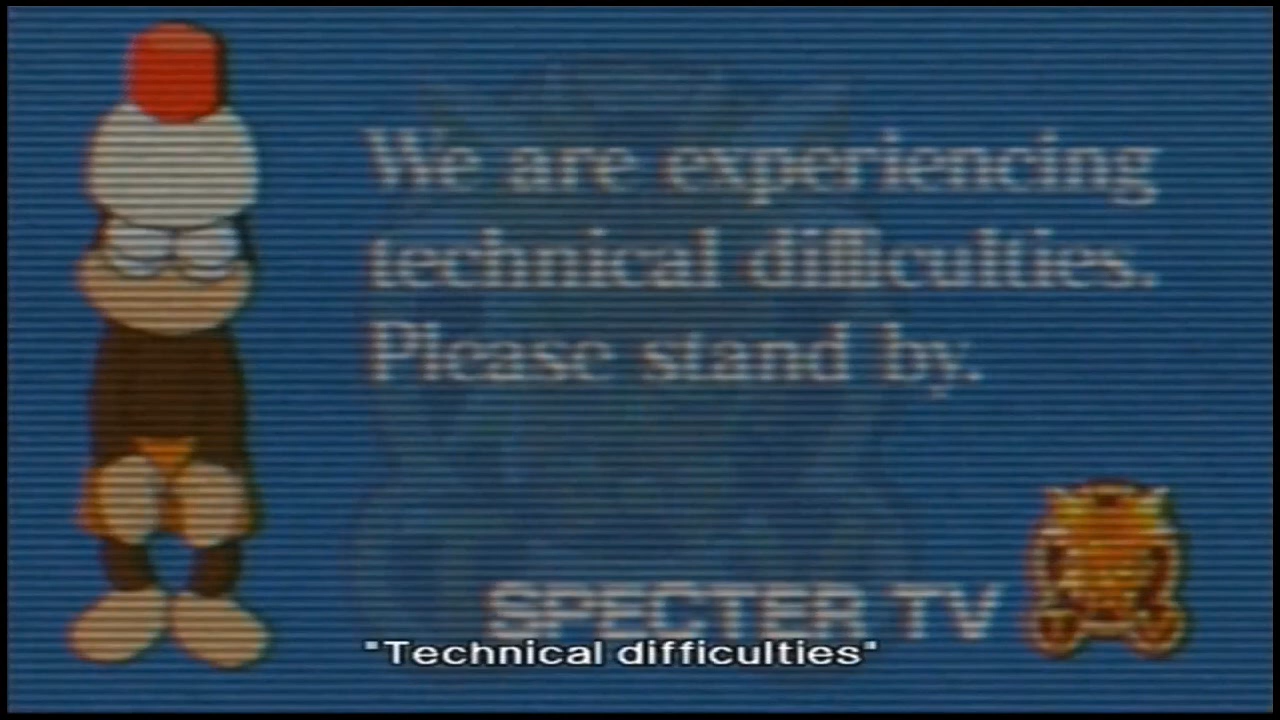 We are experiencing
technical difficulties.
Please stand by.
SPECTER TV
"Technical difficulties"